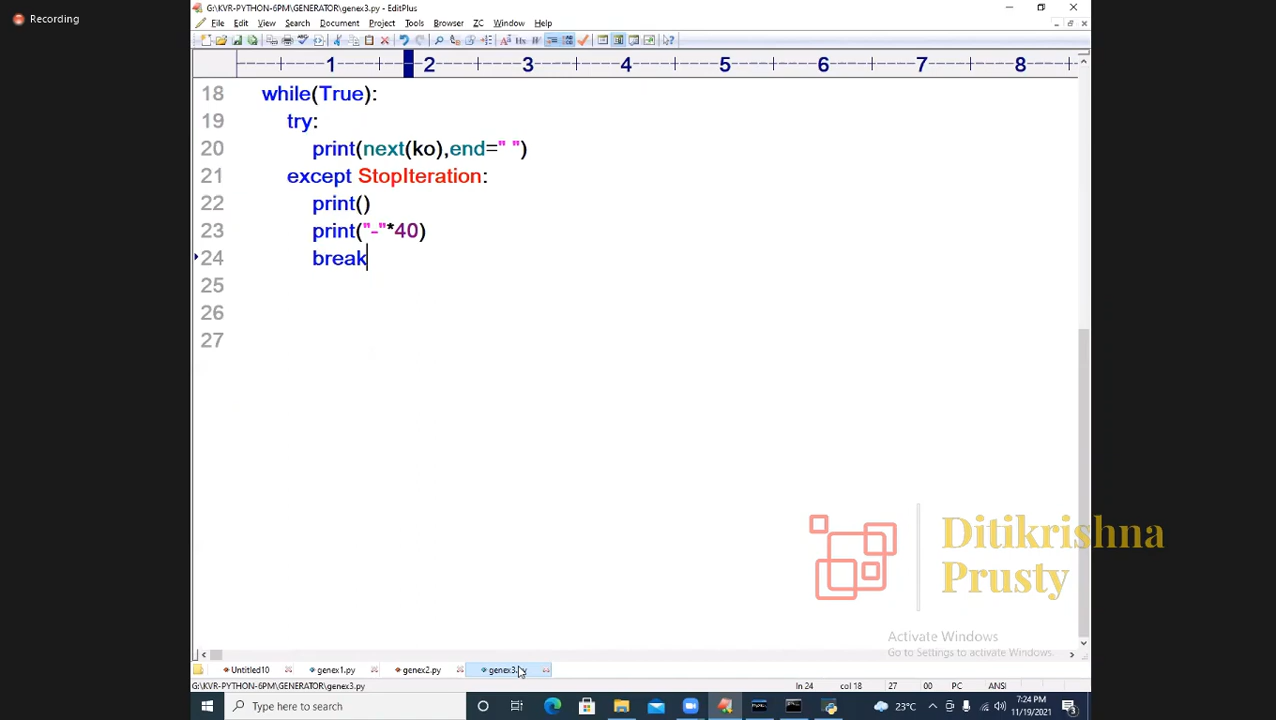 Recording
G:\KVR-PYTHON-6PM\GENERATOR\genex3.py - EditPlus
File Edit View Search Document Project Tools Browser ZC Window Help
----+----1----+----2----+----3----+----4----+----5----+----6----+----7----+----8----+--
18 while(True):
19 try:
20 print(next(ko),end=" ")
21 except StopIteration:
22 print()
23 print("-"*40)
24 break
25
26
27
Ditikrishna
Prusty
Activate Windows
Go to Settings to activate Windows.
Untitled10 genex1.py genex2.py genex3.py
G:\KVR-PYTHON-6PM\GENERATOR\genex3.py ln 24 col 18 27 00 PC ANSI
Type here to search
23°C
7:24 PM
11/19/2021
3